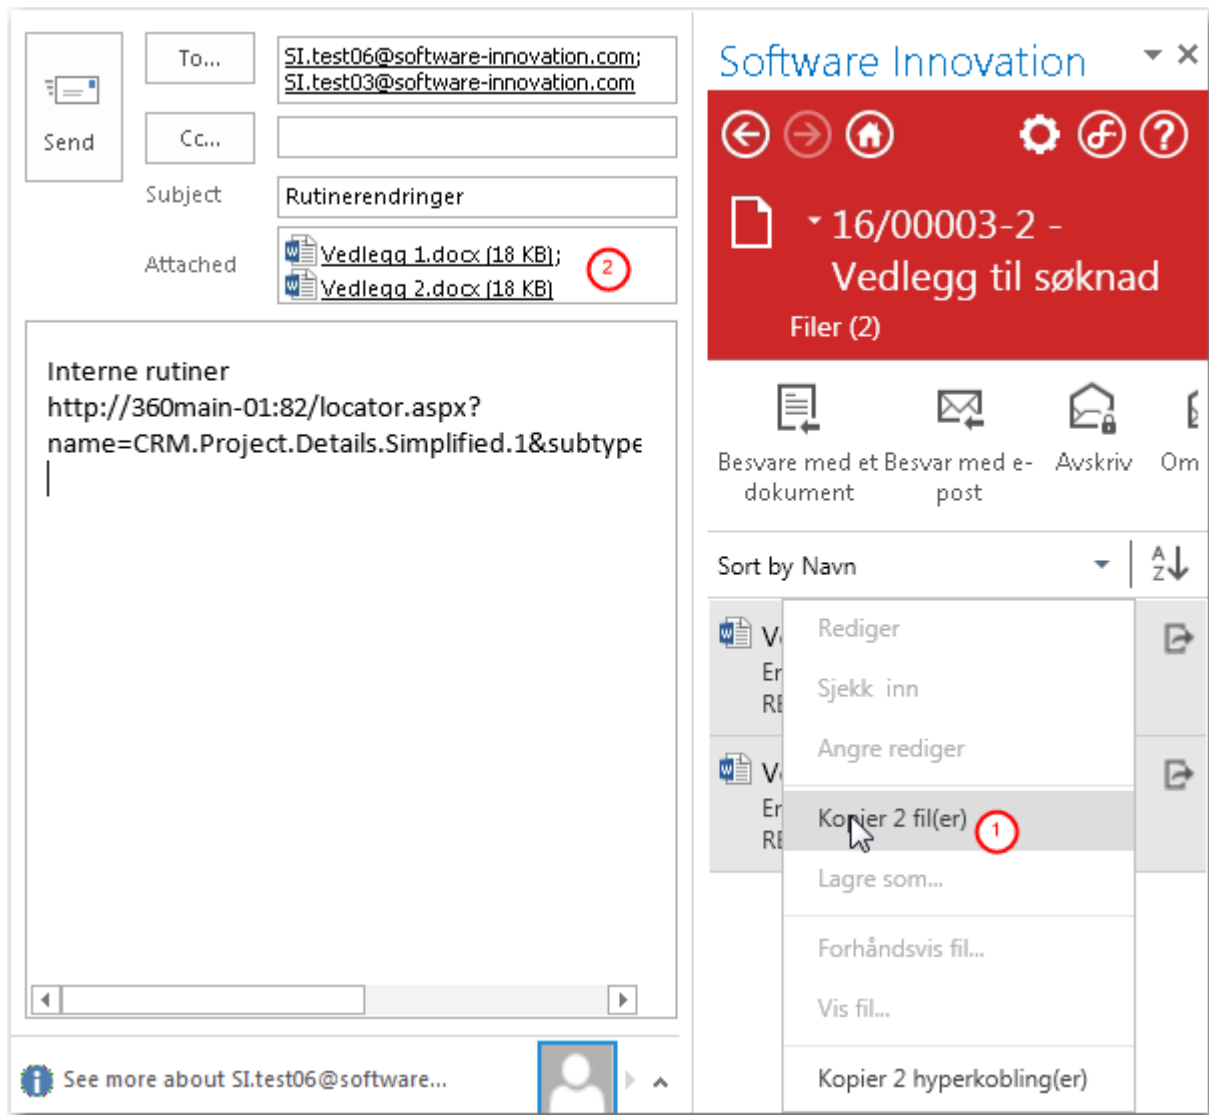 To...
SI.test06@software-innovation.com;
SI.test03@software-innovation.com
Send
Cc...
Subject
Rutinerendringer
Attached
Vedlegg 1.docx (18 KB);
Vedlegg 2.docx (18 KB)
2
Interne rutiner
http://360main-01:82/locator.aspx?
name=CRM.Project.Details.Simplified.1&subtype
See more about SI.test06@software...
Software Innovation
16/00003-2 -
Vedlegg til søknad
Filer (2)
Besvare med et
dokument
Besvar med e-
post
Avskriv
Om
Sort by Navn
A
Z
Rediger
Sjekk inn
Angre rediger
Kopier 2 fil(er)
1
Lagre som...
Forhåndsvis fil...
Vis fil...
Kopier 2 hyperkobling(er)